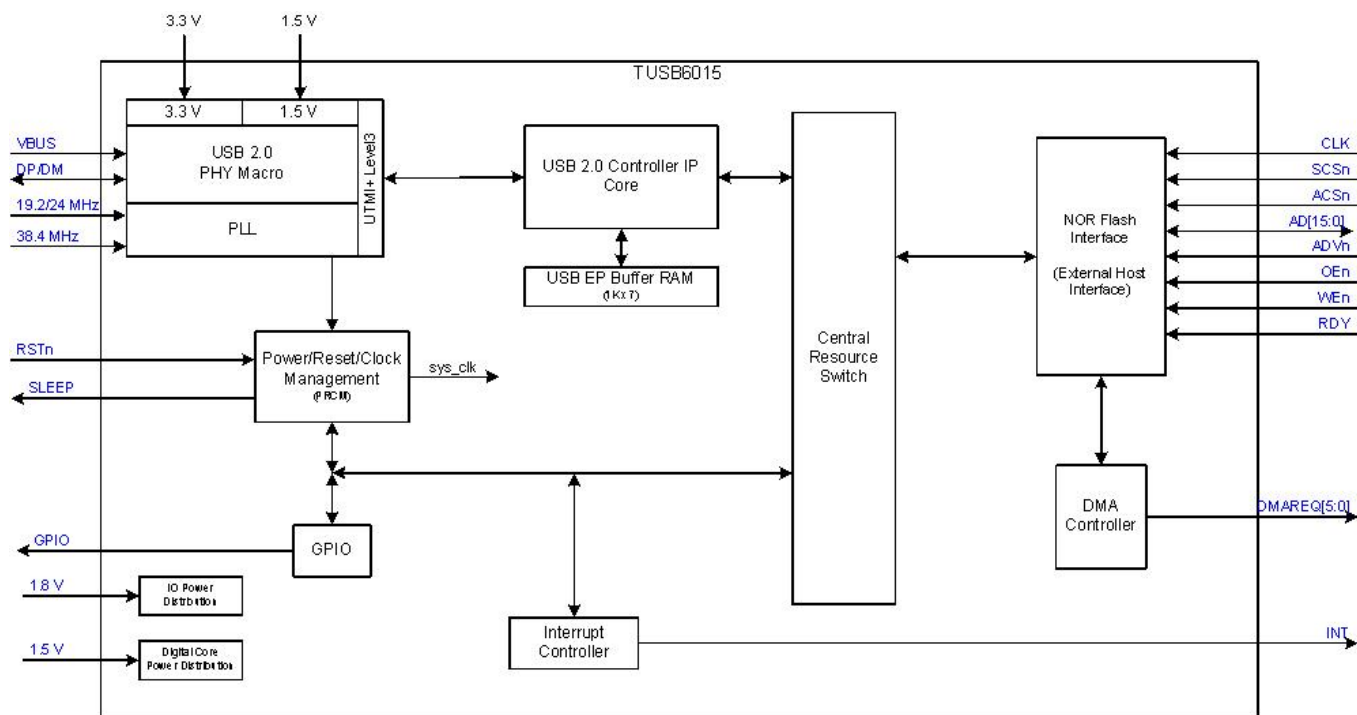 3.3 V
1.5 V
TUSB6015
3.3 V
1.5 V
USB 2.0
PHY Macro
PLL
UTMI+ Level3
VBUS
DP/DM
19.2/24 MHz
38.4 MHz
USB 2.0 Controller IP
Core
USB EP Buffer RAM
(1K x 7)
Central
Resource
Switch
NOR Flash
Interface
(External Host
Interface)
CLK
SCSn
ACSn
AD[15:0]
ADVn
OEn
WEn
RDY
RSTn
SLEEP
Power/Reset/Clock
Management
(PRCM)
sys_clk
DMA
Controller
DMAREQ[5:0]
GPIO
GPIO
1.8 V
IO Power
Distribution
1.5 V
Digital Core
Power Distribution
Interrupt
Controller
INT